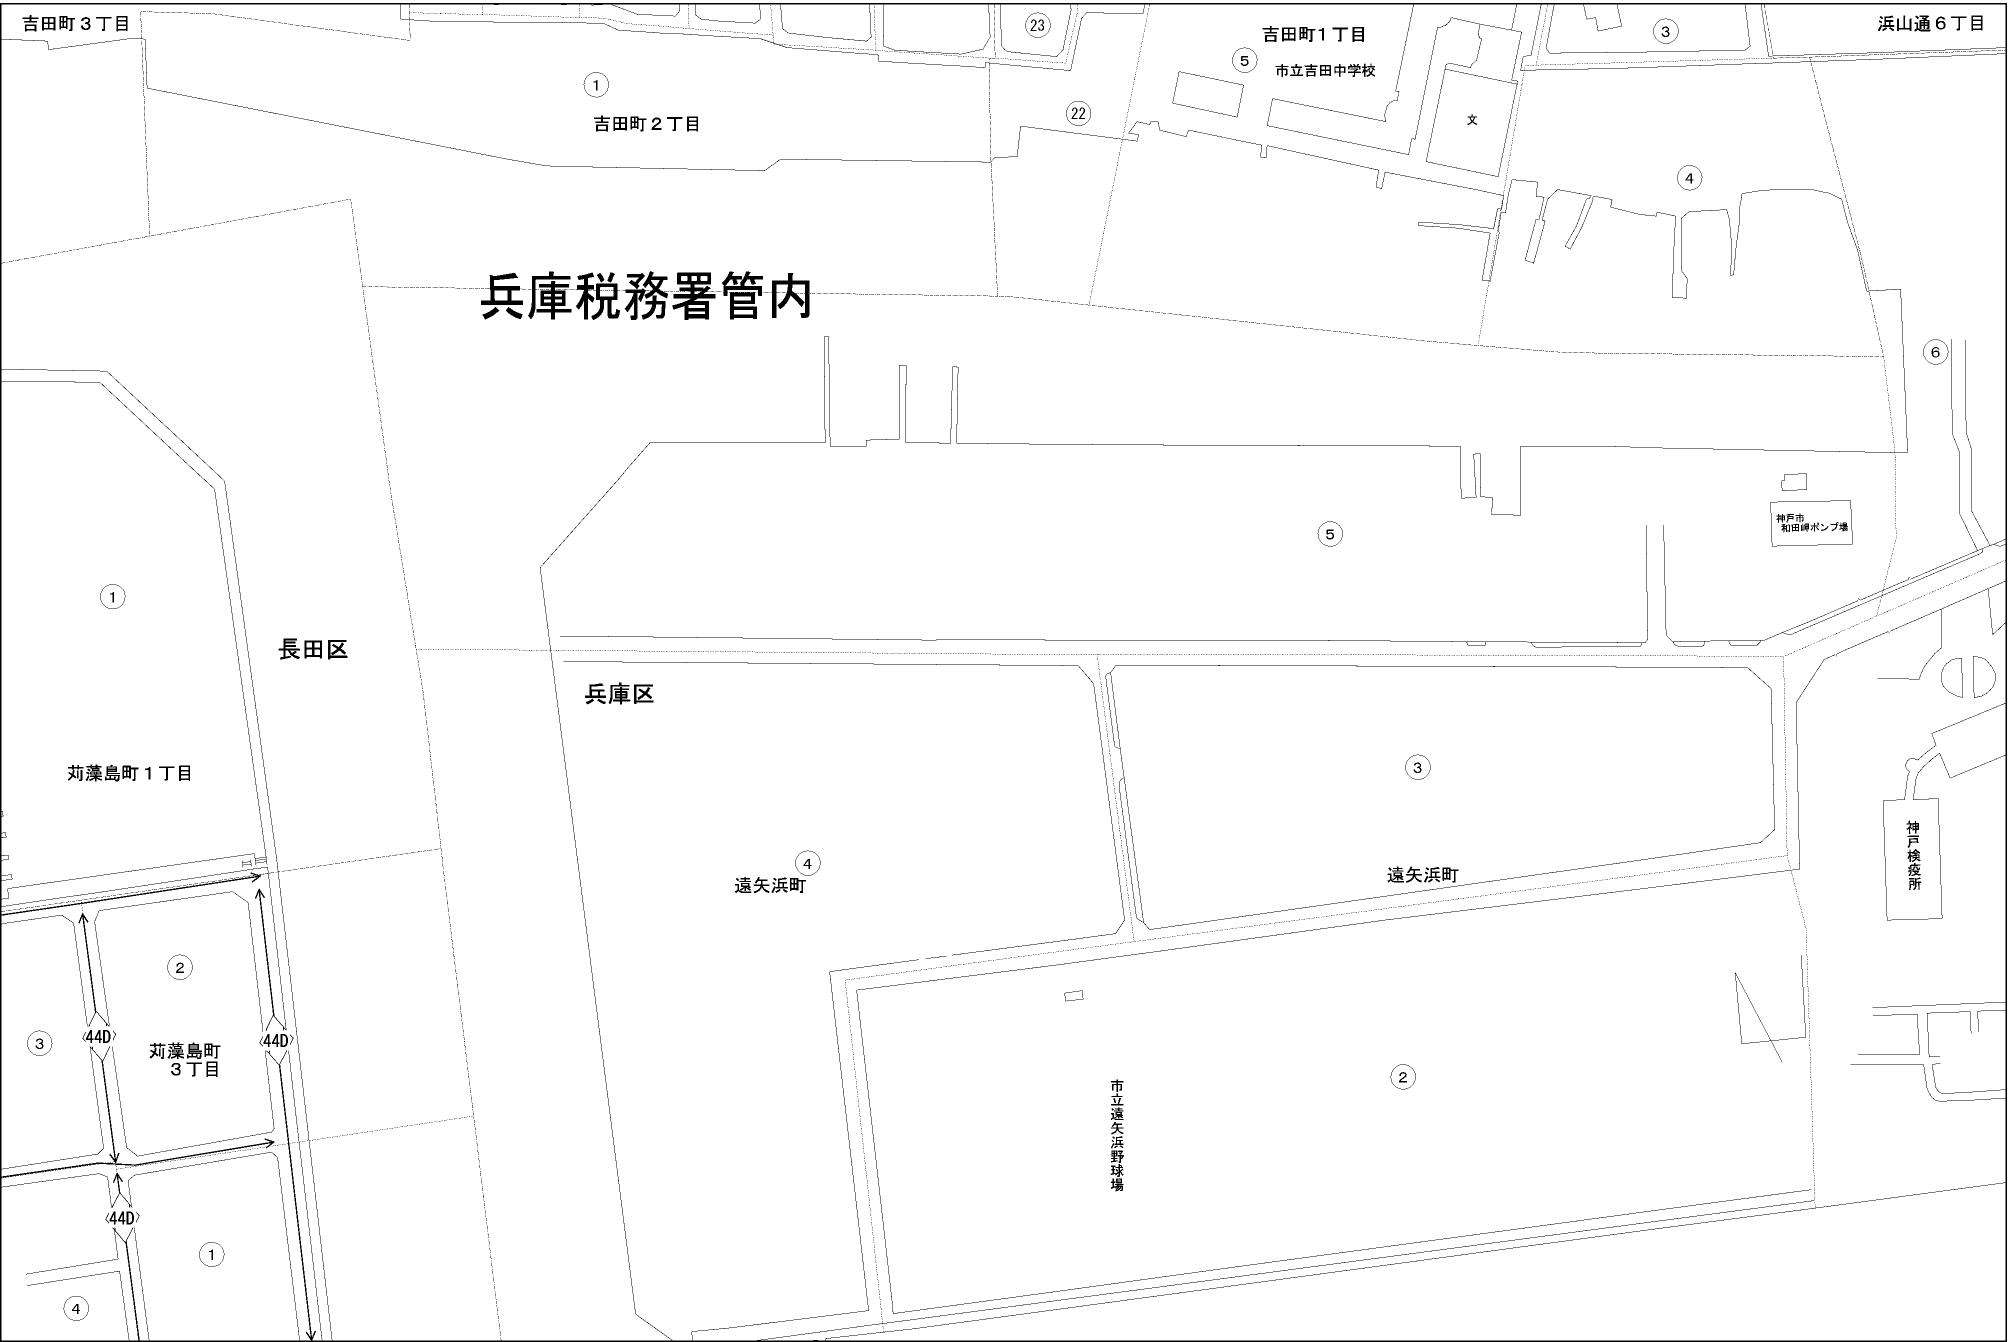 吉田町3丁目
23
吉田町1丁目
3
浜山通6丁目
5
市立吉田中学校
1
吉田町2丁目
22
文
4
兵庫税務署管内
6
神戸市
和田岬ポンプ場
5
1
長田区
兵庫区
苅藻島町1丁目
3
神戸検疫所
4
遠矢浜町
遠矢浜町
2
3
44D
44D
苅藻島町
3丁目
2
市立遠矢浜野球場
44D
1
4